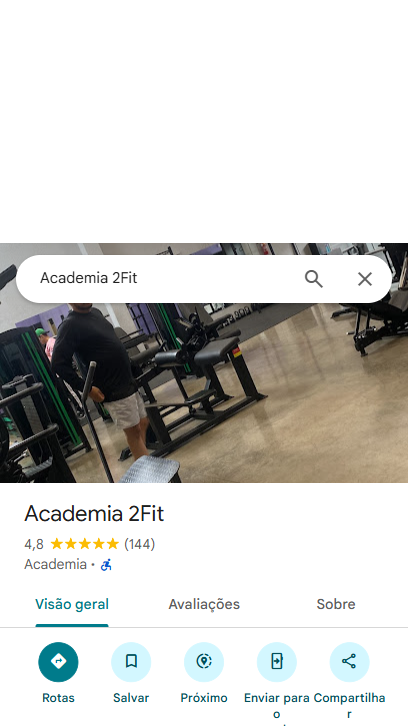 Academia 2Fit
Academia 2Fit
4,8 (144)
Academia ·
Visão geral Avaliações Sobre
Rotas Salvar Próximo Enviar para o Compartilhar